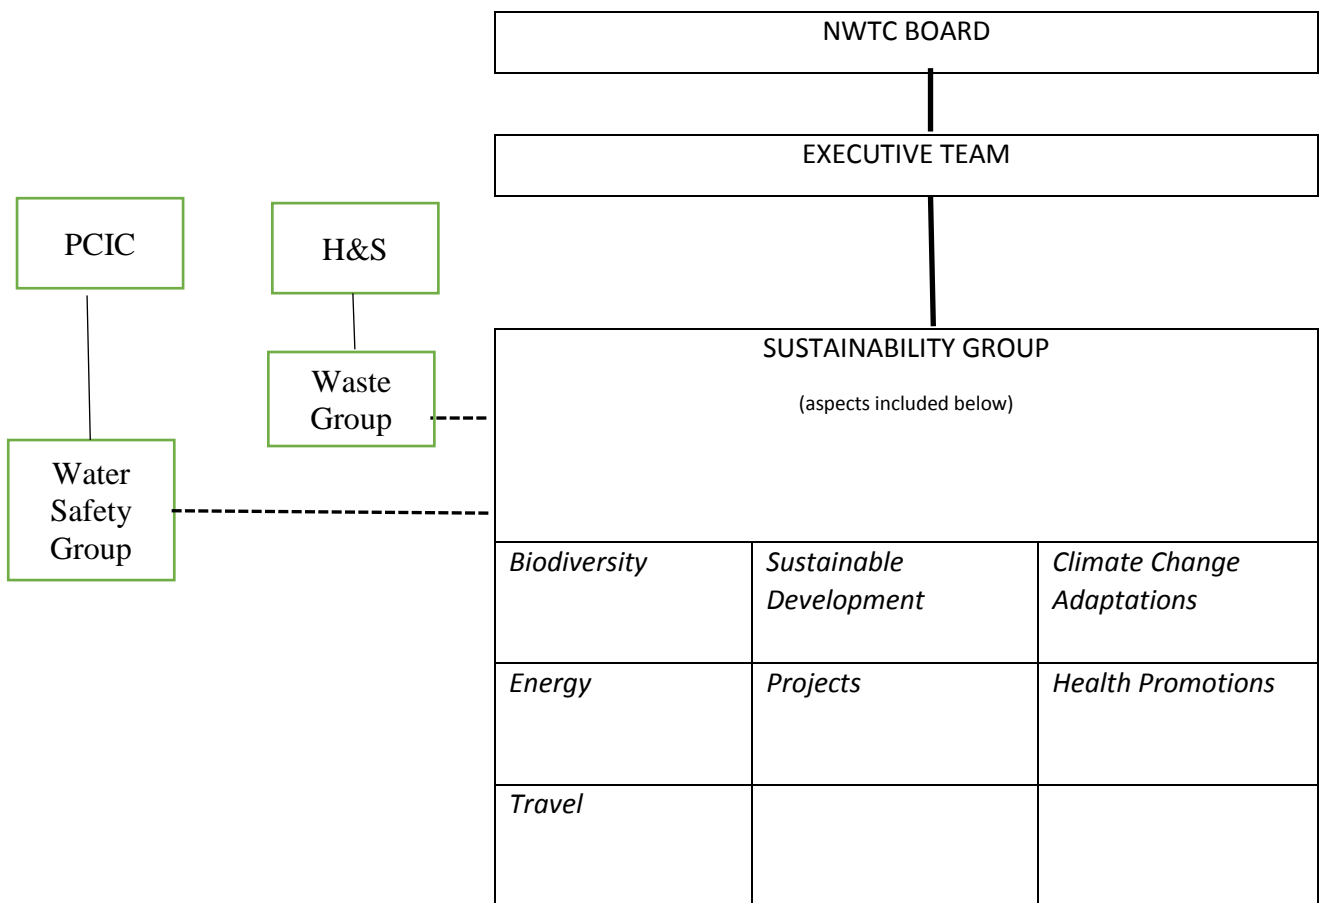 NWTC BOARD
EXECUTIVE TEAM
PCIC
H&S
SUSTAINABILITY GROUP
(aspects included below)
Waste
Group
Water
Safety
Group
Biodiversity
Sustainable
Development
Climate Change
Adaptations
Energy
Projects
Health Promotions
Travel